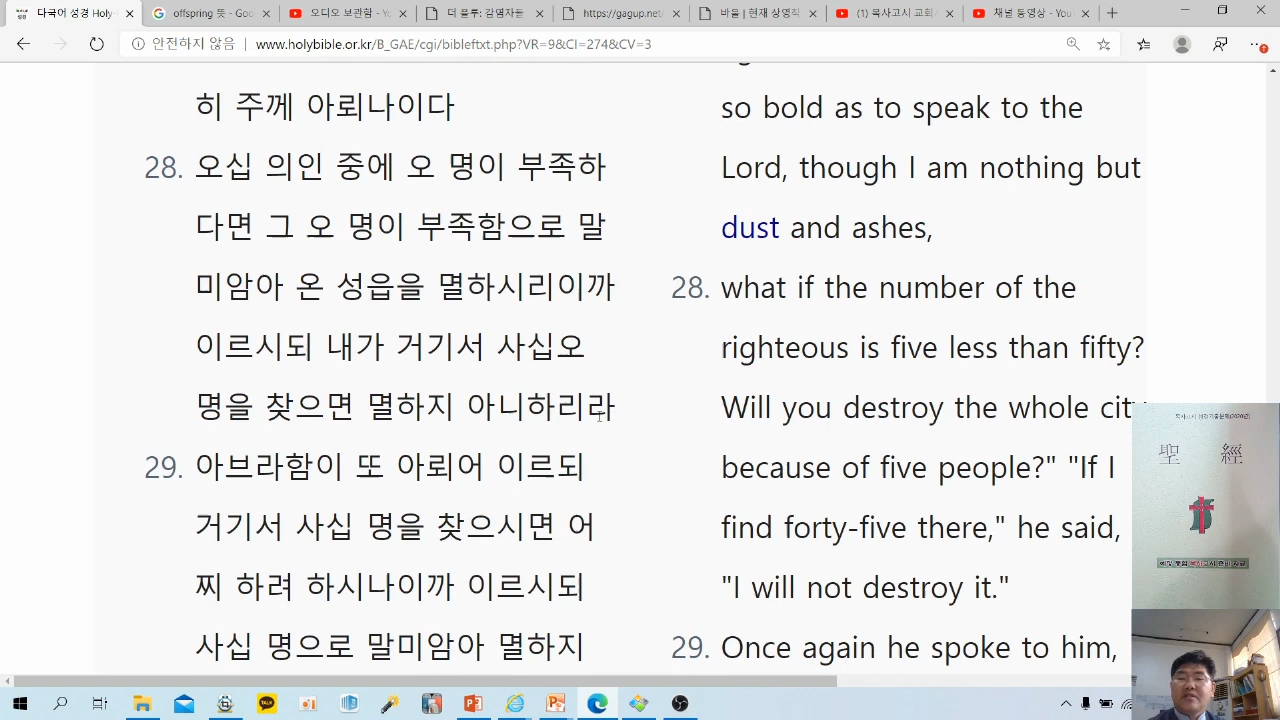 다국어 성경 Holy-
offspring 뜻 - Goo
오디오 보관함 - Yo
더 플루: 감염자들
https://gagup.net/
바울 | 현재 상영작
(1) 목사고시 교회사
채널 동영상 - You
안전하지 않음
www.holybible.or.kr/B_GAE/cgi/bibleftxt.php?VR=9&CI=274&CV=3
히 주께 아뢰나이다
28. 오십 의인 중에 오 명이 부족하
다면 그 오 명이 부족함으로 말
미암아 온 성읍을 멸하시리이까
이르시되 내가 거기서 사십오
명을 찾으면 멸하지 아니하리라
29. 아브라함이 또 아뢰어 이르되
거기서 사십 명을 찾으시면 어
찌 하려 하시나이까 이르시되
사십 명으로 말미암아 멸하지
so bold as to speak to the
Lord, though I am nothing but
dust and ashes,
28. what if the number of the
righteous is five less than fifty?
Will you destroy the whole city
because of five people?" "If I
find forty-five there," he said,
"I will not destroy it."
29. Once again he spoke to him,
聖 經
TALK